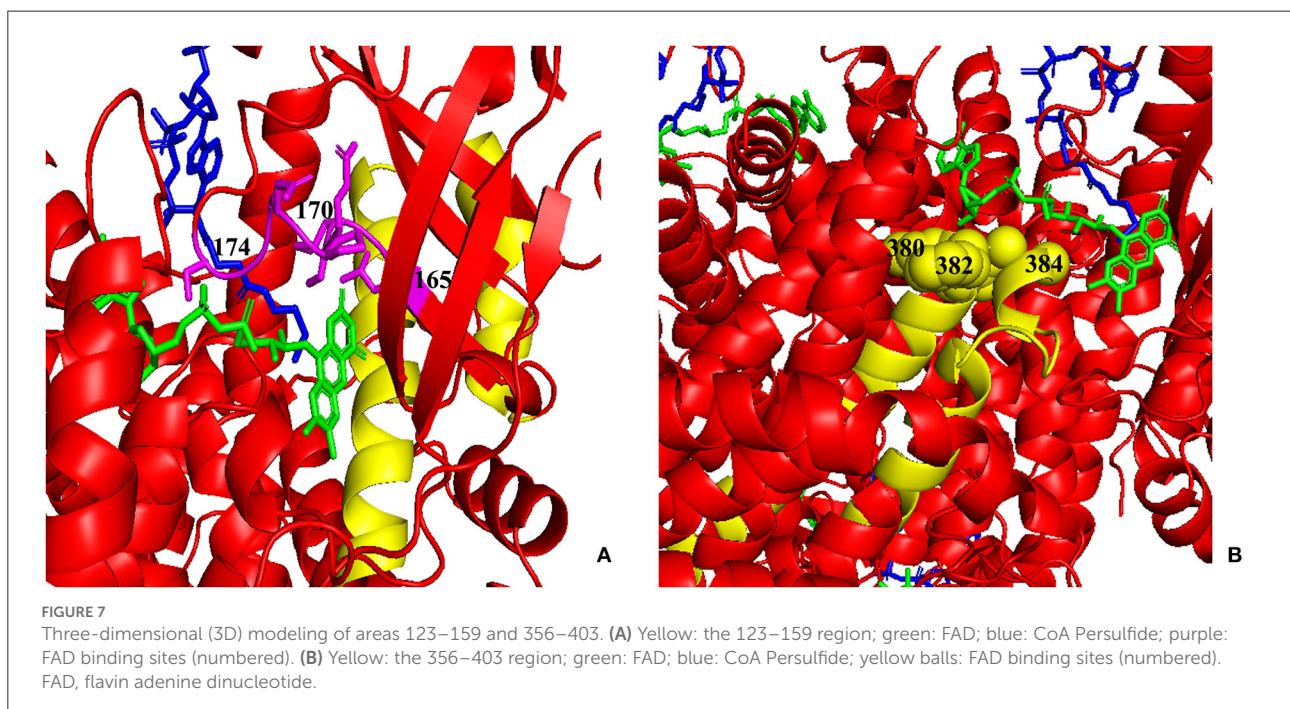 170
174
165
A
380
382
384
B
FIGURE 7
Three-dimensional (3D) modeling of areas 123–159 and 356–403. (A) Yellow: the 123–159 region; green: FAD; blue: CoA Persulfide; purple:
FAD binding sites (numbered). (B) Yellow: the 356–403 region; green: FAD; blue: CoA Persulfide; yellow balls: FAD binding sites (numbered).
FAD, flavin adenine dinucleotide.